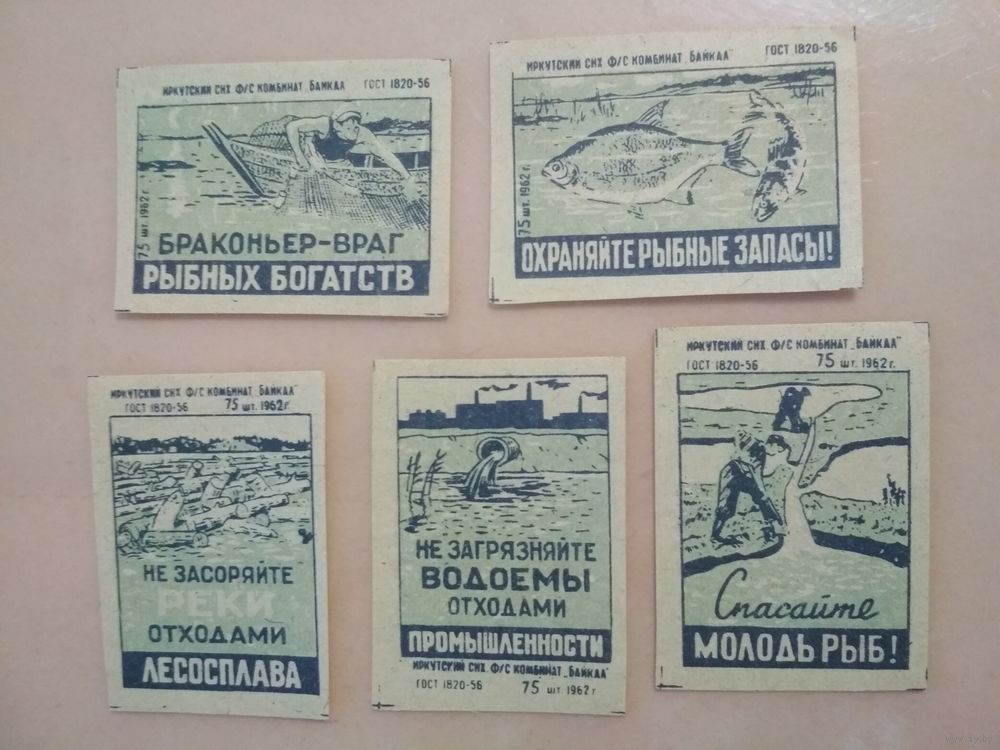 ИРКУТСКИЙ СНХ Ф/С КОМБИНАТ „БАЙКАЛ" ГОСТ 1820-56
75 шт. 1962 г.
БРАКОНЬЕР-ВРАГ
РЫБНЫХ БОГАТСТВ
ИРКУТСКИЙ СНХ Ф/С КОМБИНАТ „БАЙКАЛ" ГОСТ 1820-56
75 шт. 1962 г.
ОХРАНЯЙТЕ РЫБНЫЕ ЗАПАСЫ!
ИРКУТСКИЙ СНХ Ф/С КОМБИНАТ „БАЙКАЛ"
ГОСТ 1820-56 75 шт. 1962 г.
НЕ ЗАСОРЯЙТЕ
РЕКИ
ОТХОДАМИ
ЛЕСОСПЛАВА
НЕ ЗАГРЯЗНЯЙТЕ
ВОДОЕМЫ
ОТХОДАМИ
ПРОМЫШЛЕННОСТИ
ИРКУТСКИЙ СНХ Ф/С КОМБИНАТ „БАЙКАЛ"
ГОСТ 1820-56 75 шт. 1962 г
ИРКУТСКИЙ СНХ Ф/С КОМБИНАТ „БАЙКАЛ"
ГОСТ 1820-56 75 шт. 1962 г.
Спасайте
МОЛОДЬ РЫБ!